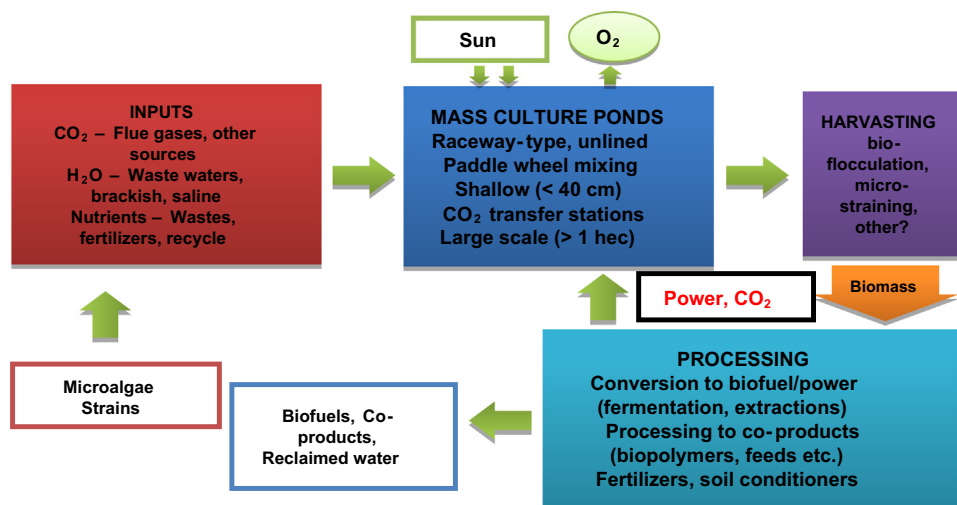 Sun
O2
INPUTS
CO2 – Flue gases, other
sources
H2O – Waste waters,
brackish, saline
Nutrients – Wastes,
fertilizers, recycle
MASS CULTURE PONDS
Raceway-type, unlined
Paddle wheel mixing
Shallow (< 40 cm)
CO2 transfer stations
Large scale (> 1 hec)
HARVASTING
bio-
flocculation,
micro-
straining,
other?
Power, CO2
Biomass
Microalgae
Strains
Biofuels, Co-
products,
Reclaimed water
PROCESSING
Conversion to biofuel/power
(fermentation, extractions)
Processing to co-products
(biopolymers, feeds etc.)
Fertilizers, soil conditioners